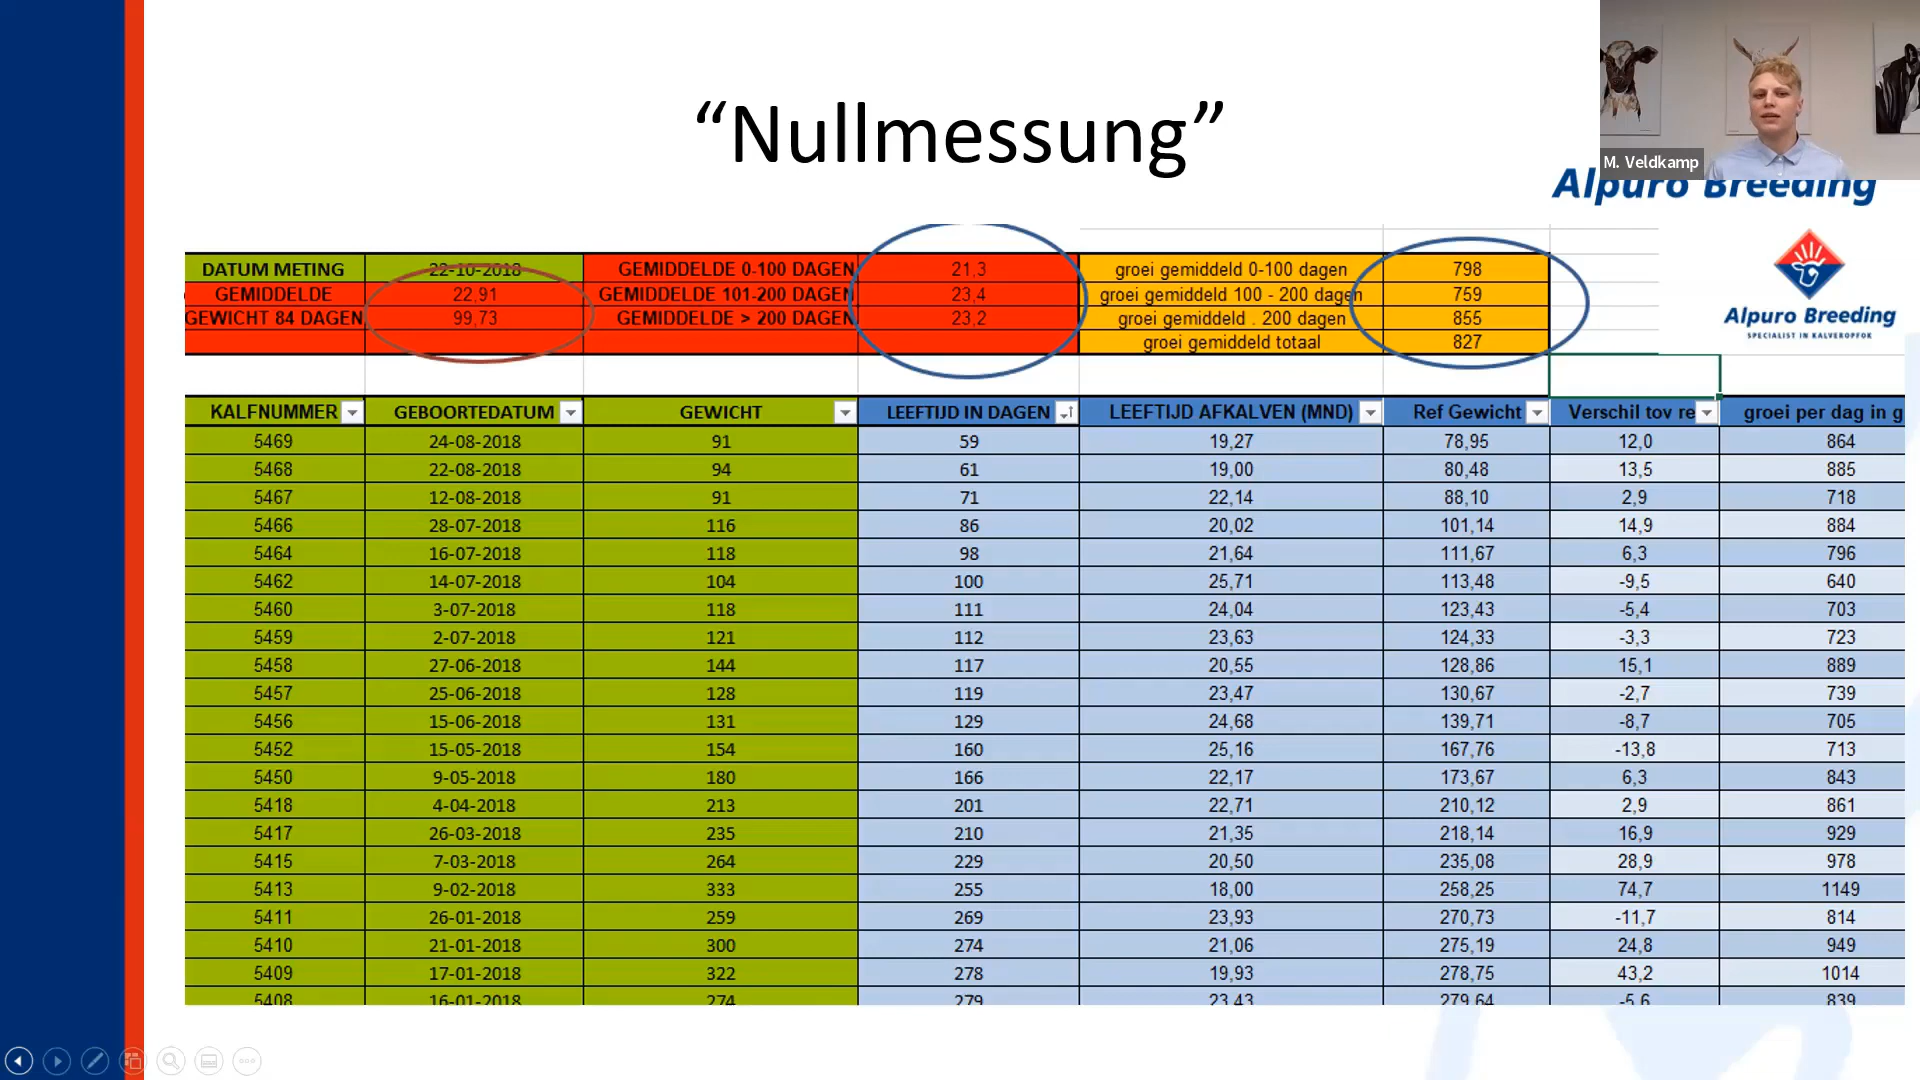 “Nullmessung”
M. Veldkamp
Alpuro Breeding
Alpuro Breeding
SPECIALIST IN KALVEROPFOK
DATUM METING 22-10-2018 GEMIDDELDE 0-100 DAGEN 21,3 groei gemiddeld 0-100 dagen 798
GEMIDDELDE 22,91 GEMIDDELDE 101-200 DAGEN 23,4 groei gemiddeld 100 - 200 dagen 759
GEWICHT 84 DAGEN 99,73 GEMIDDELDE > 200 DAGEN 23,2 groei gemiddeld . 200 dagen 855
groei gemiddeld totaal 827
KALFNUMMER GEBOORTEDATUM GEWICHT LEEFTIJD IN DAGEN LEEFTIJD AFKALVEN (MND) Ref Gewicht Verschil tov re groei per dag in g
5469 24-08-2018 91 59 19,27 78,95 12,0 864
5468 22-08-2018 94 61 19,00 80,48 13,5 885
5467 12-08-2018 91 71 22,14 88,10 2,9 718
5466 28-07-2018 116 86 20,02 101,14 14,9 884
5464 16-07-2018 118 98 21,64 111,67 6,3 796
5462 14-07-2018 104 100 25,71 113,48 -9,5 640
5460 3-07-2018 118 111 24,04 123,43 -5,4 703
5459 2-07-2018 121 112 23,63 124,33 -3,3 723
5458 27-06-2018 144 117 20,55 128,86 15,1 889
5457 25-06-2018 128 119 23,47 130,67 -2,7 739
5456 15-06-2018 131 129 24,68 139,71 -8,7 705
5452 15-05-2018 154 160 25,16 167,76 -13,8 713
5450 9-05-2018 180 166 22,17 173,67 6,3 843
5418 4-04-2018 213 201 22,71 210,12 2,9 861
5417 26-03-2018 235 210 21,35 218,14 16,9 929
5415 7-03-2018 264 229 20,50 235,08 28,9 978
5413 9-02-2018 333 255 18,00 258,25 74,7 1149
5411 26-01-2018 259 269 23,93 270,73 -11,7 814
5410 21-01-2018 300 274 21,06 275,19 24,8 949
5409 17-01-2018 322 278 19,93 278,75 43,2 1014
5408 16-01-2018 274 279 23,43 279,64 -5,6 839